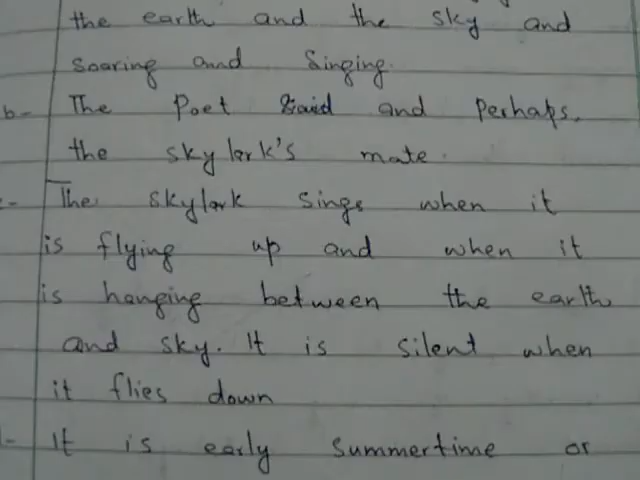 the earth and the sky and
soaring and Singing.
b- The Poet said and perhaps,
the skylark's mate.
- The skylark sings when it
is flying up and when it
is hanging between the earth
and sky. It is silent when
it flies down
- It is early summertime or